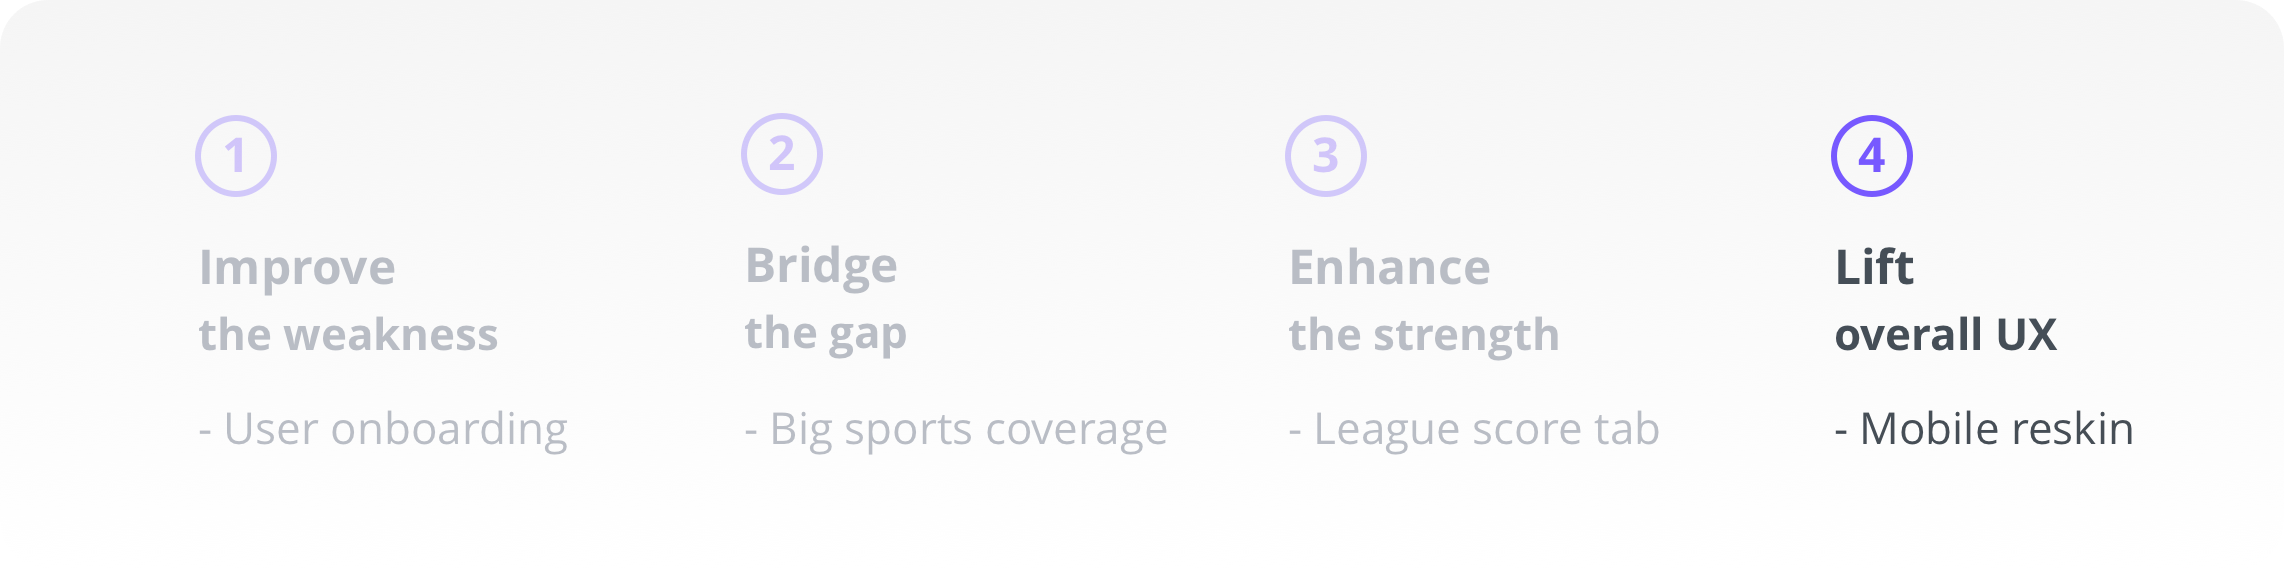 1
Improve
the weakness
- User onboarding
2
Bridge
the gap
- Big sports coverage
3
Enhance
the strength
- League score tab
4
Lift
overall UX
- Mobile reskin